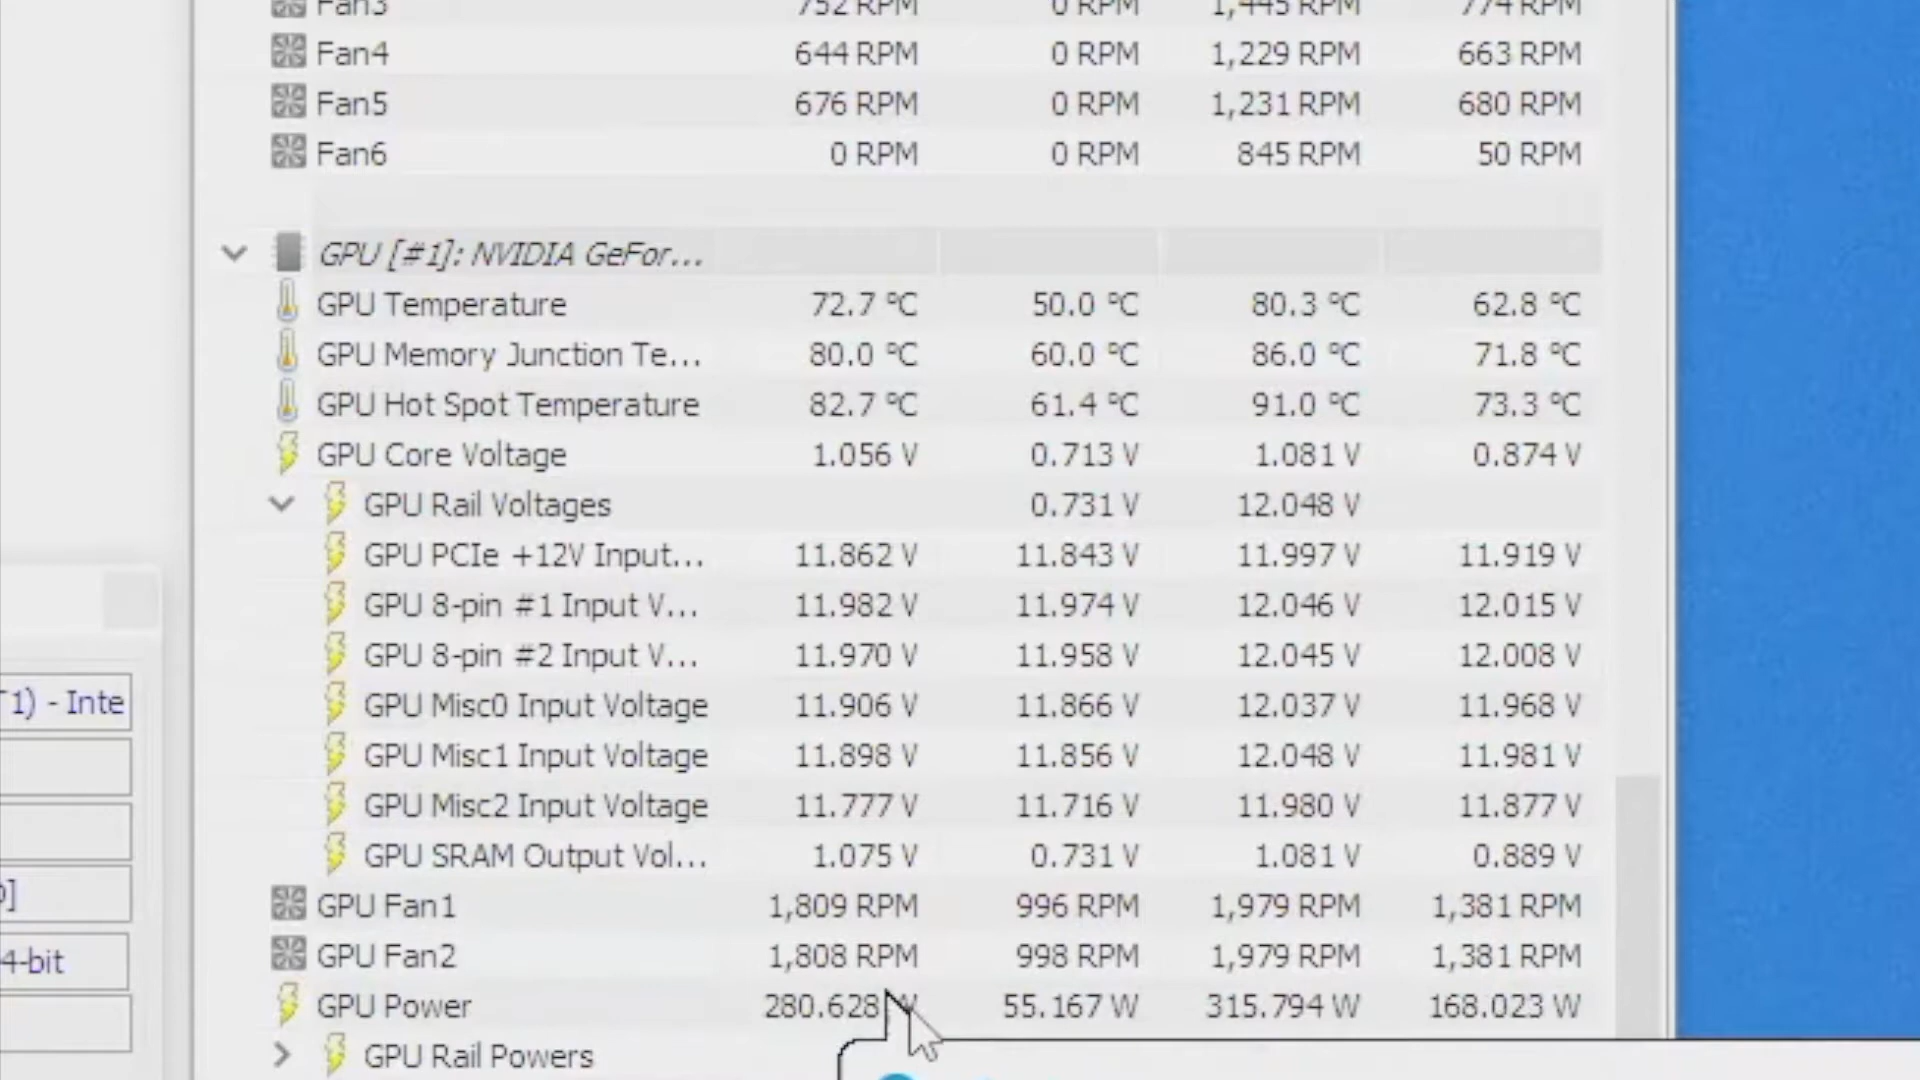 Fan3 752 RPM 0 RPM 1,445 RPM 774 RPM
Fan4 644 RPM 0 RPM 1,229 RPM 663 RPM
Fan5 676 RPM 0 RPM 1,231 RPM 680 RPM
Fan6 0 RPM 0 RPM 845 RPM 50 RPM
GPU [#1]: NVIDIA GeFor...
GPU Temperature 72.7 °C 50.0 °C 80.3 °C 62.8 °C
GPU Memory Junction Te... 80.0 °C 60.0 °C 86.0 °C 71.8 °C
GPU Hot Spot Temperature 82.7 °C 61.4 °C 91.0 °C 73.3 °C
GPU Core Voltage 1.056 V 0.713 V 1.081 V 0.874 V
GPU Rail Voltages 0.731 V 12.048 V
GPU PCIe +12V Input... 11.862 V 11.843 V 11.997 V 11.919 V
GPU 8-pin #1 Input V... 11.982 V 11.974 V 12.046 V 12.015 V
GPU 8-pin #2 Input V... 11.970 V 11.958 V 12.045 V 12.008 V
GPU Misc0 Input Voltage 11.906 V 11.866 V 12.037 V 11.968 V
GPU Misc1 Input Voltage 11.898 V 11.856 V 12.048 V 11.981 V
GPU Misc2 Input Voltage 11.777 V 11.716 V 11.980 V 11.877 V
GPU SRAM Output Vol... 1.075 V 0.731 V 1.081 V 0.889 V
GPU Fan1 1,809 RPM 996 RPM 1,979 RPM 1,381 RPM
GPU Fan2 1,808 RPM 998 RPM 1,979 RPM 1,381 RPM
GPU Power 280.628 W 55.167 W 315.794 W 168.023 W
GPU Rail Powers
T1) - Inte
]
4-bit